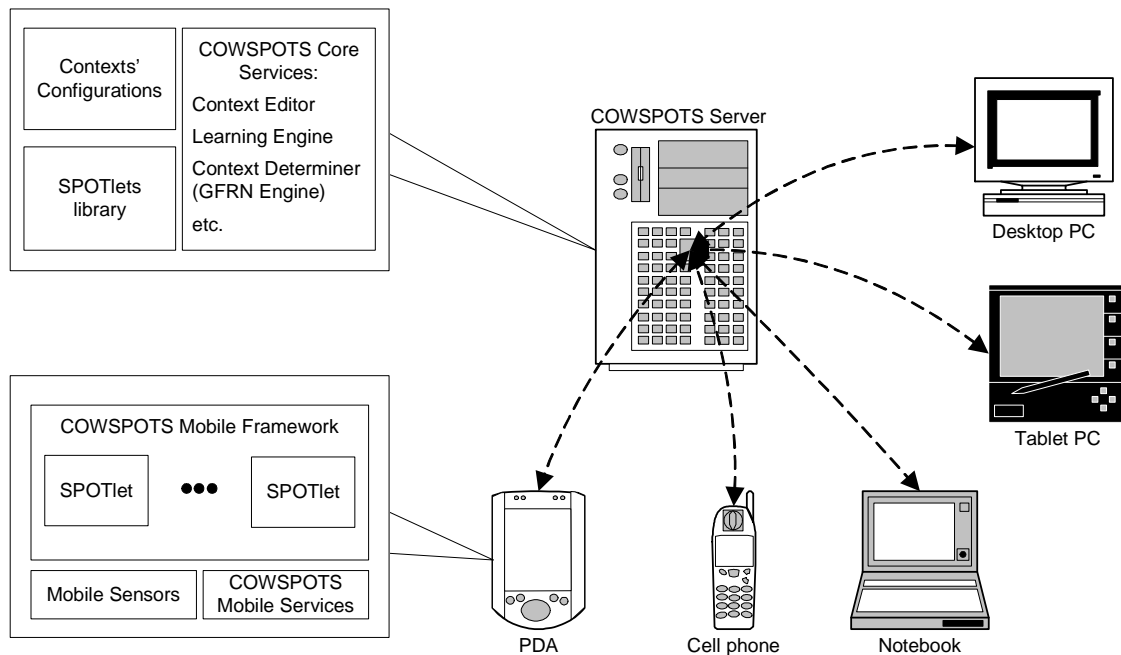 Contexts'
Configurations
SPOTlets
library
COWSPOTS Core
Services:
Context Editor
Learning Engine
Context Determiner
(GFRN Engine)
etc.
COWSPOTS Server
Desktop PC
Tablet PC
COWSPOTS Mobile Framework
SPOTlet
SPOTlet
Mobile Sensors
COWSPOTS
Mobile Services
PDA
Cell phone
Notebook